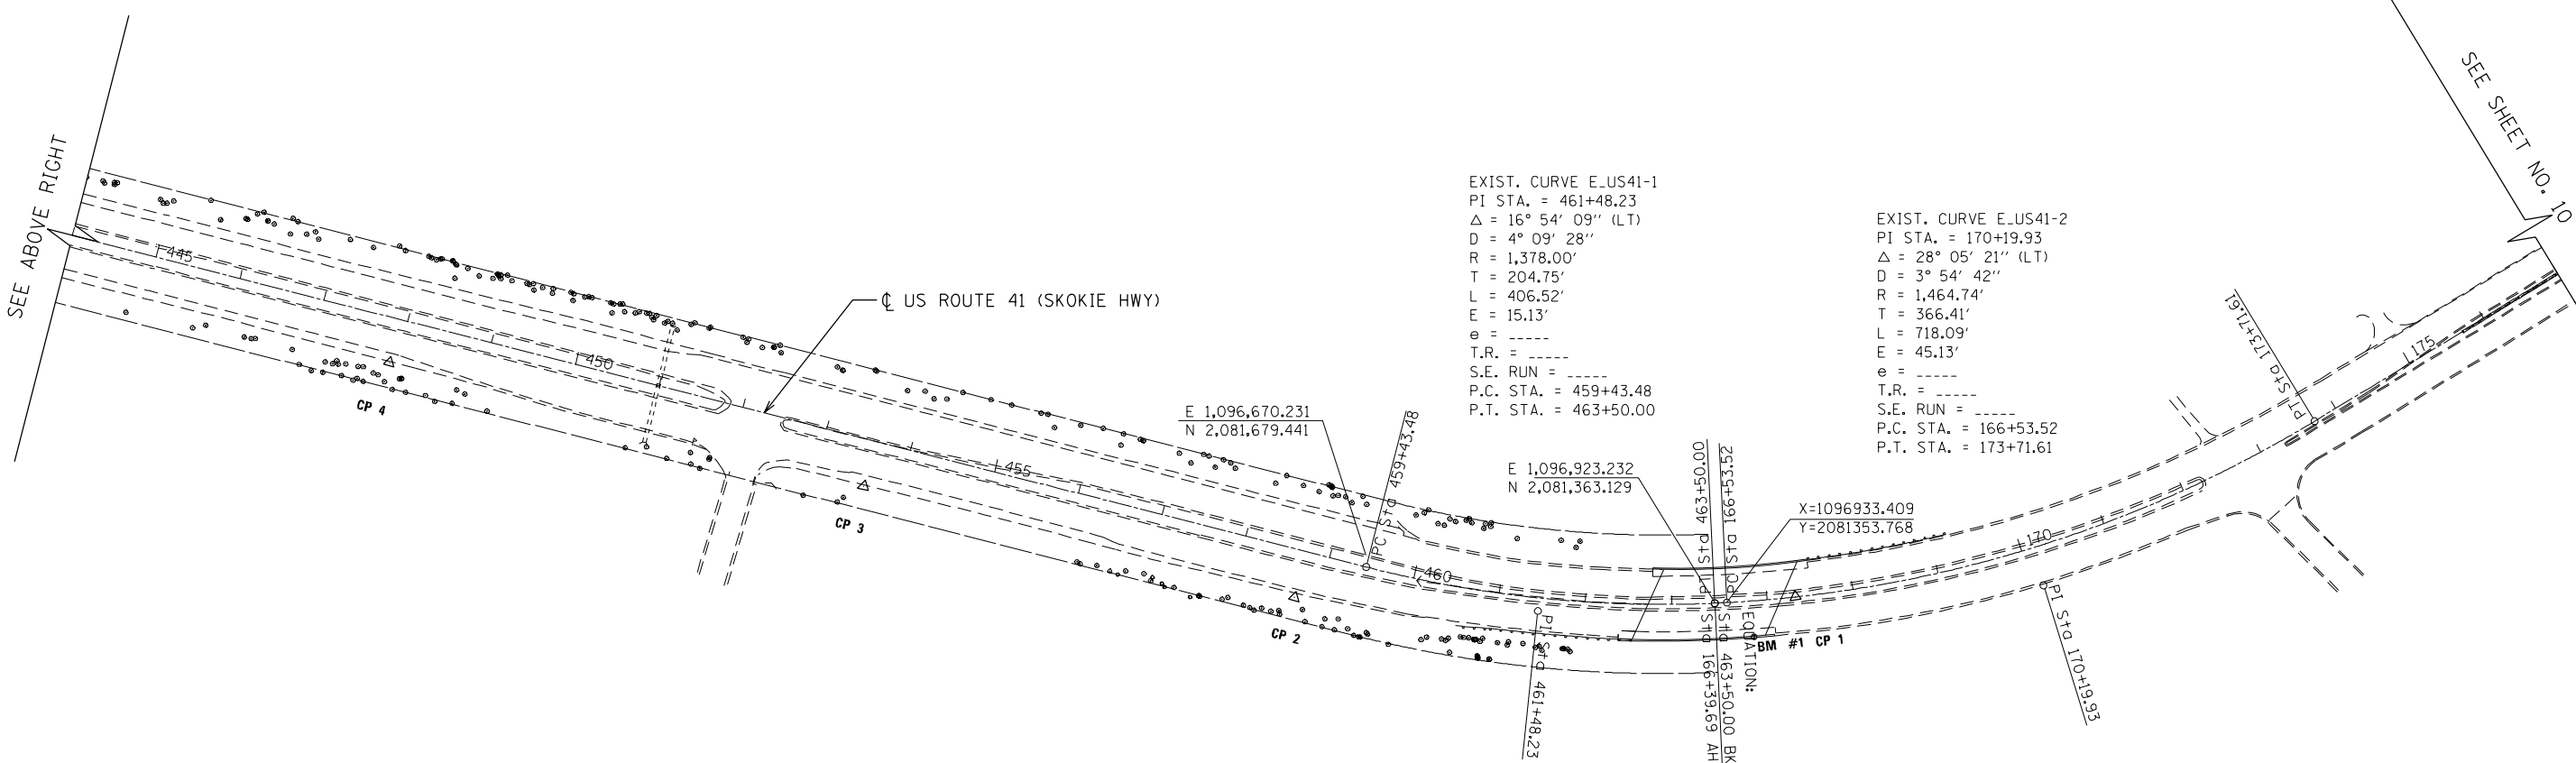 SEE ABOVE RIGHT
445
450
455
460
170
175
CP 4
CP 3
CP 2
BM #1 CP 1
℄ US ROUTE 41 (SKOKIE HWY)
E 1,096,670.231
N 2,081,679.441
PC Sta 459+43.48
EXIST. CURVE E_US41-1
PI STA. = 461+48.23
Δ = 16° 54' 09'' (LT)
D = 4° 09' 28''
R = 1,378.00'
T = 204.75'
L = 406.52'
E = 15.13'
e = _____
T.R. = _____
S.E. RUN = _____
P.C. STA. = 459+43.48
P.T. STA. = 463+50.00
E 1,096,923.232
N 2,081,363.129
PI Sta 461+48.23
PT Sta 463+50.00
PC Sta 166+53.52
EQUATION:
Sta 463+50.00 BK
Sta 166+39.69 AH
X=1096933.409
Y=2081353.768
EXIST. CURVE E_US41-2
PI STA. = 170+19.93
Δ = 28° 05' 21'' (LT)
D = 3° 54' 42''
R = 1,464.74'
T = 366.41'
L = 718.09'
E = 45.13'
e = _____
T.R. = _____
S.E. RUN = _____
P.C. STA. = 166+53.52
P.T. STA. = 173+71.61
PI Sta 170+19.93
PT Sta 173+71.61
SEE SHEET NO. 10